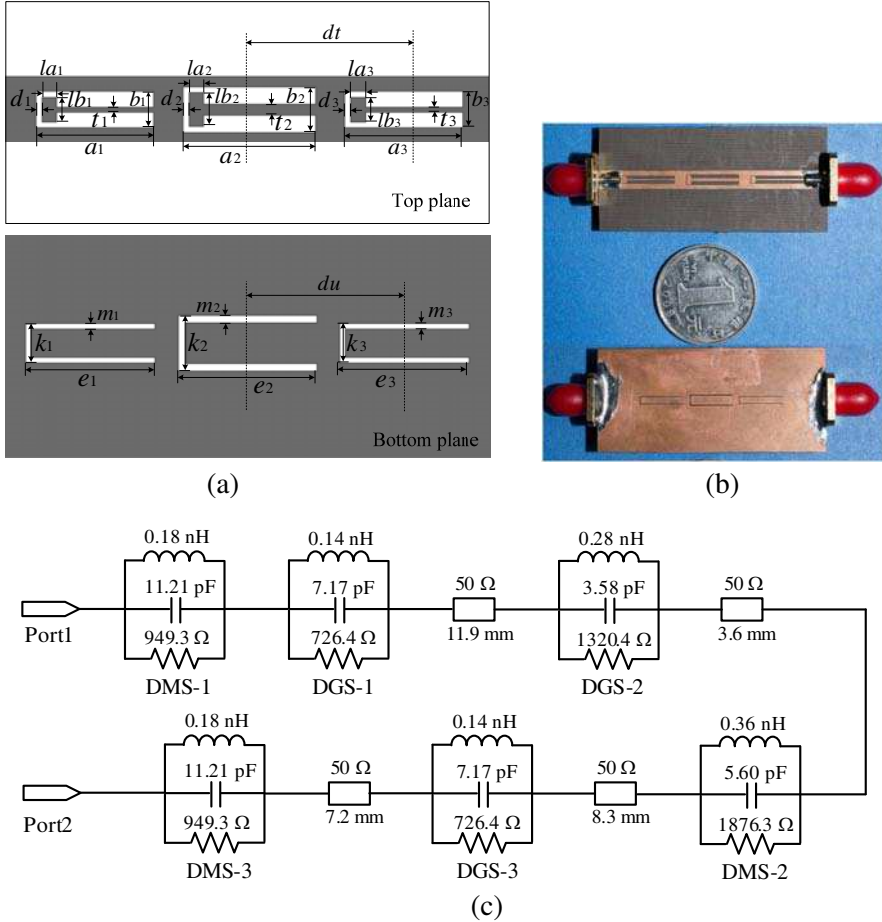 dt
la1 la2 la3
d1 lb1 b1 d2 lb2 b2 d3 b3
t1 t2 lb3 t3
a1 a2 a3
Top plane
du
m1 m2 m3
k1 k2 k3
e1 e2 e3
Bottom plane
(a)
1
(b)
0.18 nH 0.14 nH 0.28 nH
11.21 pF 7.17 pF 50 Ω 3.58 pF 50 Ω
Port1 949.3 Ω 726.4 Ω 11.9 mm 1320.4 Ω 3.6 mm
DMS-1 DGS-1 DGS-2
0.18 nH 0.14 nH 0.36 nH
11.21 pF 50 Ω 7.17 pF 50 Ω 5.60 pF
Port2 949.3 Ω 7.2 mm 726.4 Ω 8.3 mm 1876.3 Ω
DMS-3 DGS-3 DMS-2
(c)